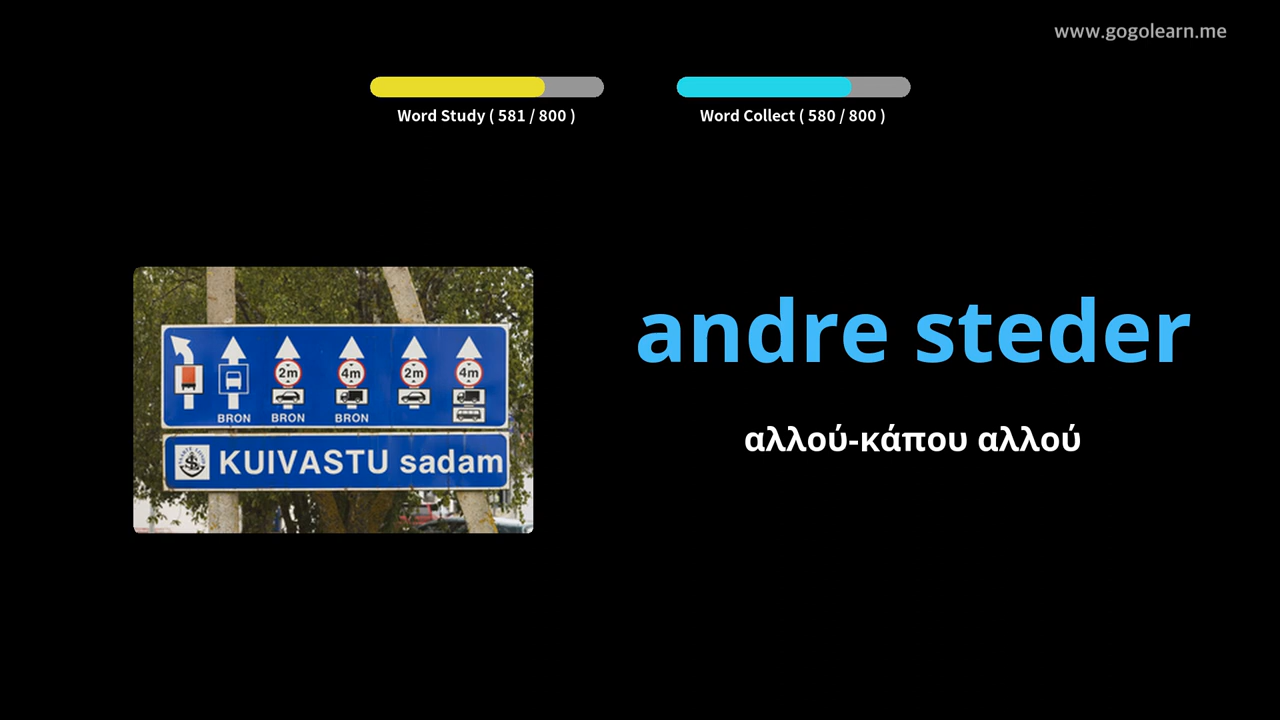 www.gogolearn.me
Word Study ( 581 / 800 )
Word Collect ( 580 / 800 )
andre steder
αλλού-κάπου αλλού
2m 4m 2m 4m
BRON BRON BRON
KUIVASTU sadam